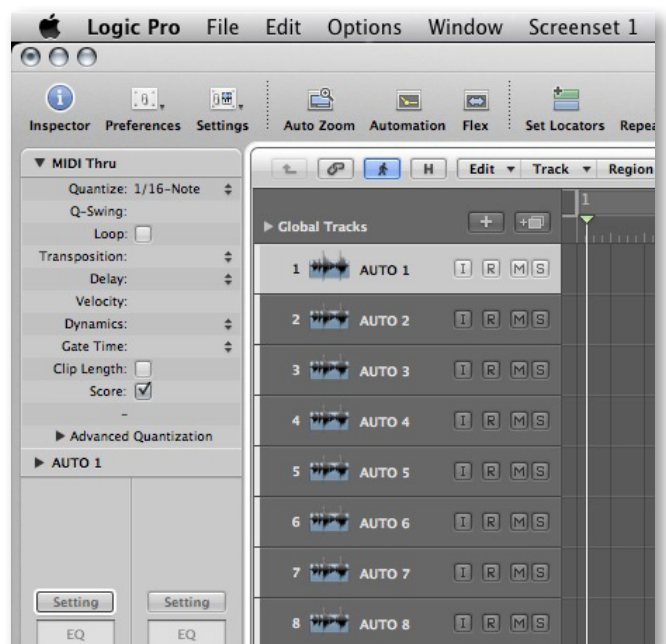 Logic Pro File Edit Options Window Screenset 1
Inspector Preferences Settings Auto Zoom Automation Flex Set Locators Repea
MIDI Thru
Quantize: 1/16-Note
Q-Swing:
Loop:
Transposition:
Delay:
Velocity:
Dynamics:
Gate Time:
Clip Length:
Score:
-
Advanced Quantization
AUTO 1
Setting Setting
EQ EQ
H Edit Track Region
1
Global Tracks
1 AUTO 1 I R M S
2 AUTO 2 I R M S
3 AUTO 3 I R M S
4 AUTO 4 I R M S
5 AUTO 5 I R M S
6 AUTO 6 I R M S
7 AUTO 7 I R M S
8 AUTO 8 I R M S